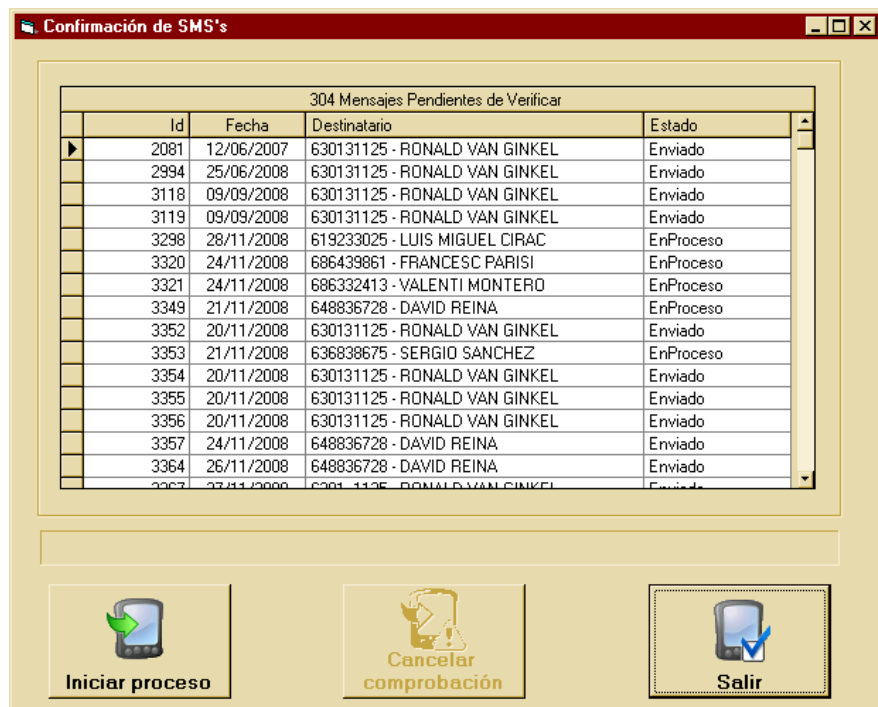 Confirmación de SMS's
304 Mensajes Pendientes de Verificar
Id Fecha Destinatario Estado
2081 12/06/2007 630131125 - RONALD VAN GINKEL Enviado
2994 25/06/2008 630131125 - RONALD VAN GINKEL Enviado
3118 09/09/2008 630131125 - RONALD VAN GINKEL Enviado
3119 09/09/2008 630131125 - RONALD VAN GINKEL Enviado
3298 28/11/2008 619233025 - LUIS MIGUEL CIRAC EnProceso
3320 24/11/2008 686439861 - FRANCESC PARISI EnProceso
3321 24/11/2008 686332413 - VALENTI MONTERO EnProceso
3349 21/11/2008 648836728 - DAVID REINA EnProceso
3352 20/11/2008 630131125 - RONALD VAN GINKEL Enviado
3353 21/11/2008 636838675 - SERGIO SANCHEZ EnProceso
3354 20/11/2008 630131125 - RONALD VAN GINKEL Enviado
3355 20/11/2008 630131125 - RONALD VAN GINKEL Enviado
3356 20/11/2008 630131125 - RONALD VAN GINKEL Enviado
3357 24/11/2008 648836728 - DAVID REINA Enviado
3364 26/11/2008 648836728 - DAVID REINA Enviado
RONALD VAN GINKEL
Iniciar proceso
Cancelar
comprobación
Salir